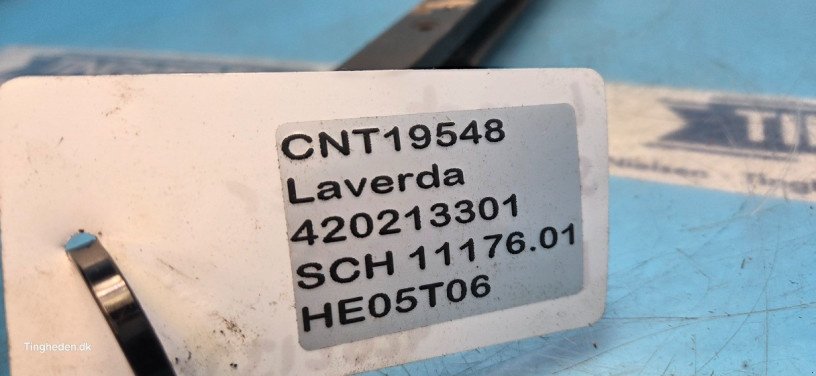 CNT19548
Laverda
420213301
SCH 11176.01
HE05T06
Tingheden.dk